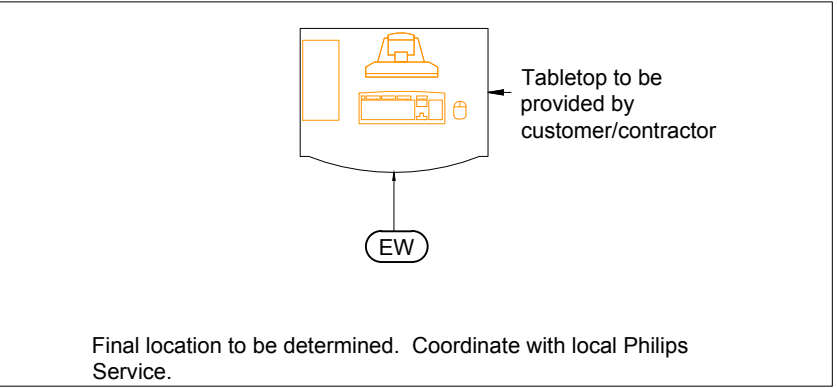 Tabletop to be
provided by
customer/contractor
EW
Final location to be determined.  Coordinate with local Philips
Service.